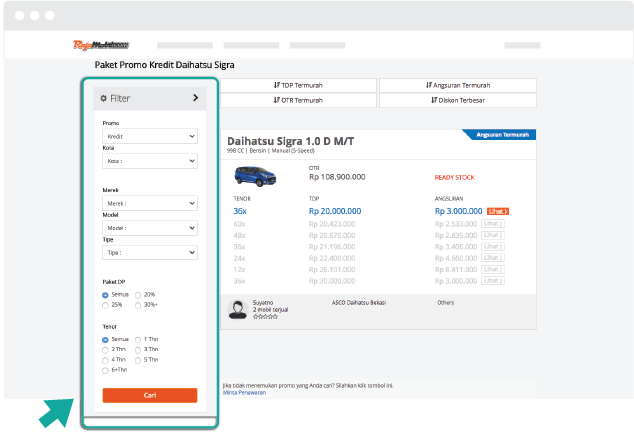 RajaMobil.com
Paket Promo Kredit Daihatsu Sigra
Filter
Promo
Kredit
Kota
Kota :
Merek
Merek :
Model
Model :
Tipe
Tipe :
Paket DP
Semua 20%
25% 30%+
Tenor
Semua 1 Thn
2 Thn 3 Thn
4 Thn 5 Thn
6+Thn
Cari
TDP Termurah Angsuran Termurah
OTR Termurah Diskon Terbesar
Angsuran Termurah
Daihatsu Sigra 1.0 D M/T
998 CC | Bensin | Manual (5-Speed)
OTR
Rp 108.900.000 READY STOCK
TENOR TDP ANGSURAN
36x Rp 20.000.000 Rp 3.000.000 Lihat )
60x Rp 20.423.000 Rp 2.535.000 Lihat )
48x Rp 20.675.000 Rp 2.835.000 Lihat )
36x Rp 21.196.000 Rp 3.406.000 Lihat )
24x Rp 22.400.000 Rp 4.660.000 Lihat )
12x Rp 26.101.000 Rp 8.411.000 Lihat )
36x Rp 30.000.000 Rp 3.000.000 Lihat )
Suyatno ASCO Daihatsu Bekasi Others
2 mobil terjual
Jika tidak menemukan promo yang Anda cari? Silahkan klik tombol ini.
Minta Penawaran